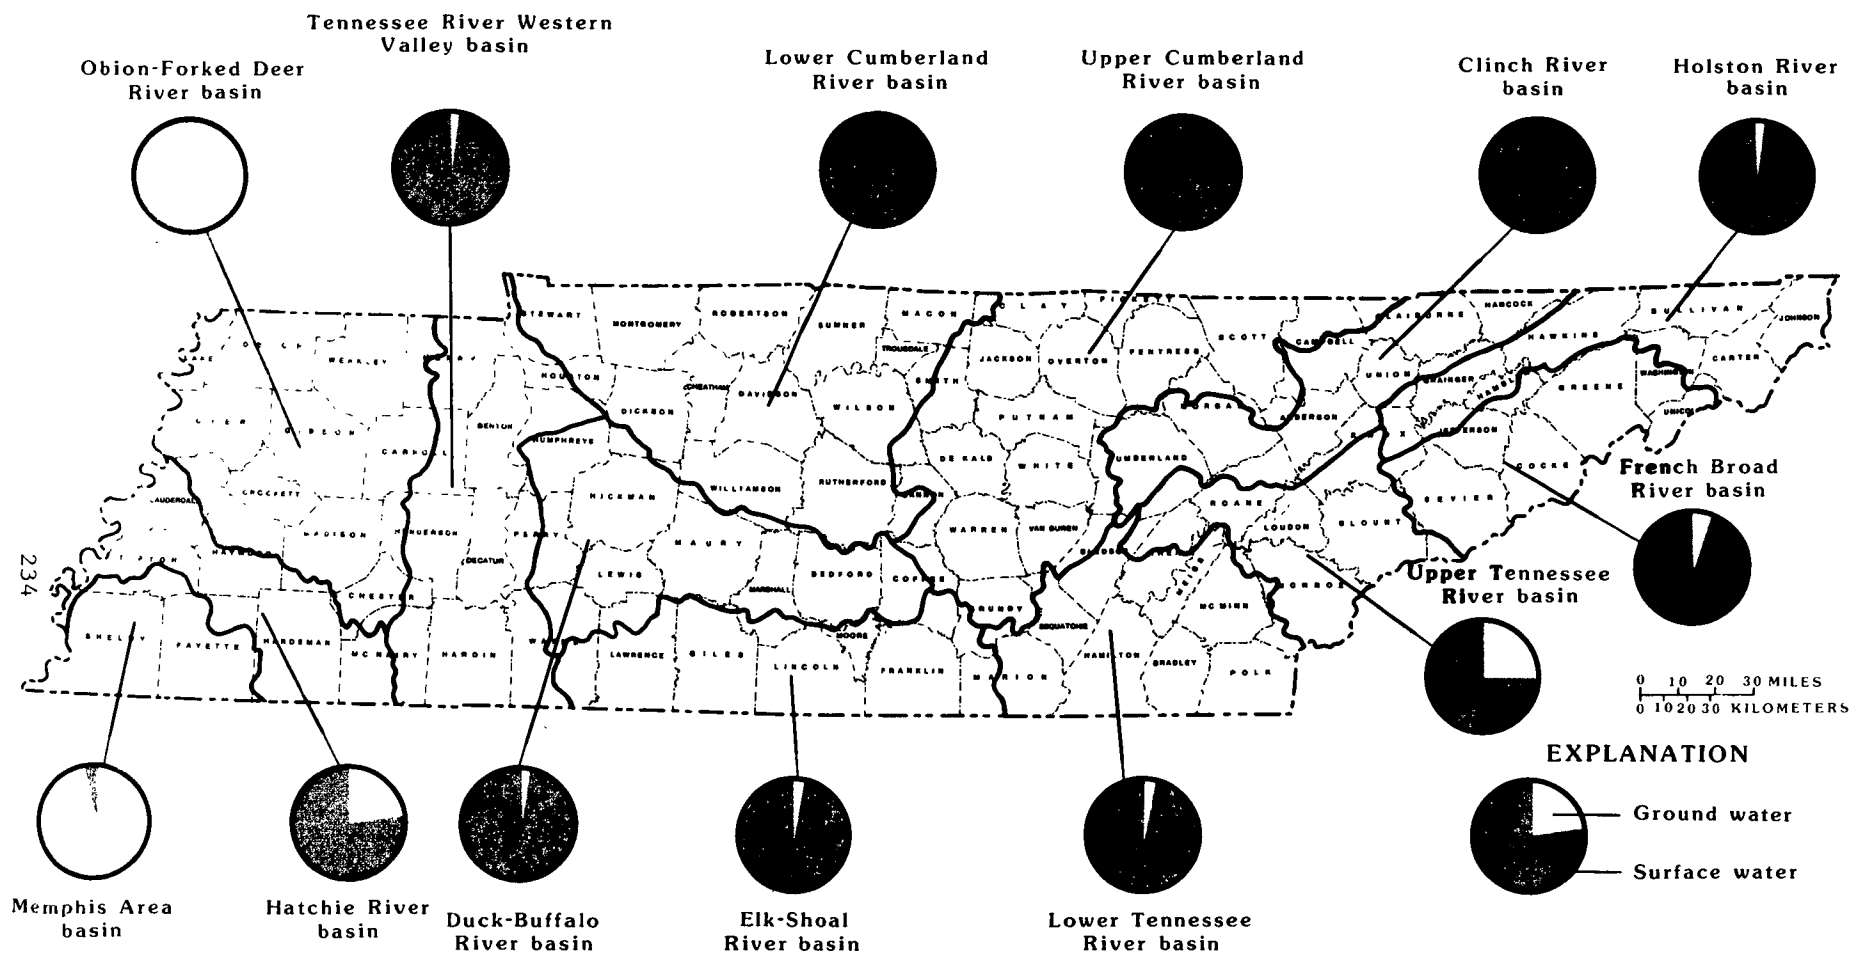 Tennessee River Western
Valley basin
Obion-Forked Deer
River basin
Lower Cumberland
River basin
Upper Cumberland
River basin
Clinch River
basin
Holston River
basin
STEWART
MONTGOMERY
ROBERTSON
SUMNER
MACON
CLAY
SCOTT
CAMPBELL
CLAIBORNE
HANCOCK
HAWKINS
SULLIVAN
JOHNSON
WEAKLEY
TROUSDALE
JACKSON
OVERTON
FENTRESS
UNION
GRAINGER
CARTER
WASHINGTON
GREENE
UNICOI
HOUSTON
DICKSON
CHEATHAM
DAVIDSON
WILSON
SMITH
PUTNAM
MORGAN
ANDERSON
KNOX
JEFFERSON
GIBSON
CARROLL
BENTON
HUMPHREYS
DE KALB
WHITE
CUMBERLAND
COCKE
SEVIER
CROCKETT
HICKMAN
WILLIAMSON
RUTHERFORD
ROANE
BLOUNT
LOUDON
MADISON
HENDERSON
DECATUR
PERRY
MAURY
WARREN
VAN BUREN
CHESTER
LEWIS
MARSHALL
BEDFORD
COFFEE
GRUNDY
MEIGS
MC MINN
MONROE
SHELBY
FAYETTE
HARDEMAN
MC NAIRY
HARDIN
LAWRENCE
GILES
MOORE
LINCOLN
FRANKLIN
MARION
SEQUATCHIE
HAMILTON
BRADLEY
POLK
French Broad
River basin
Upper Tennessee
River basin
234
0 10 20 30 MILES
0 10 20 30 KILOMETERS
EXPLANATION
Ground water
Surface water
Memphis Area
basin
Hatchie River
basin
Duck-Buffalo
River basin
Elk-Shoal
River basin
Lower Tennessee
River basin